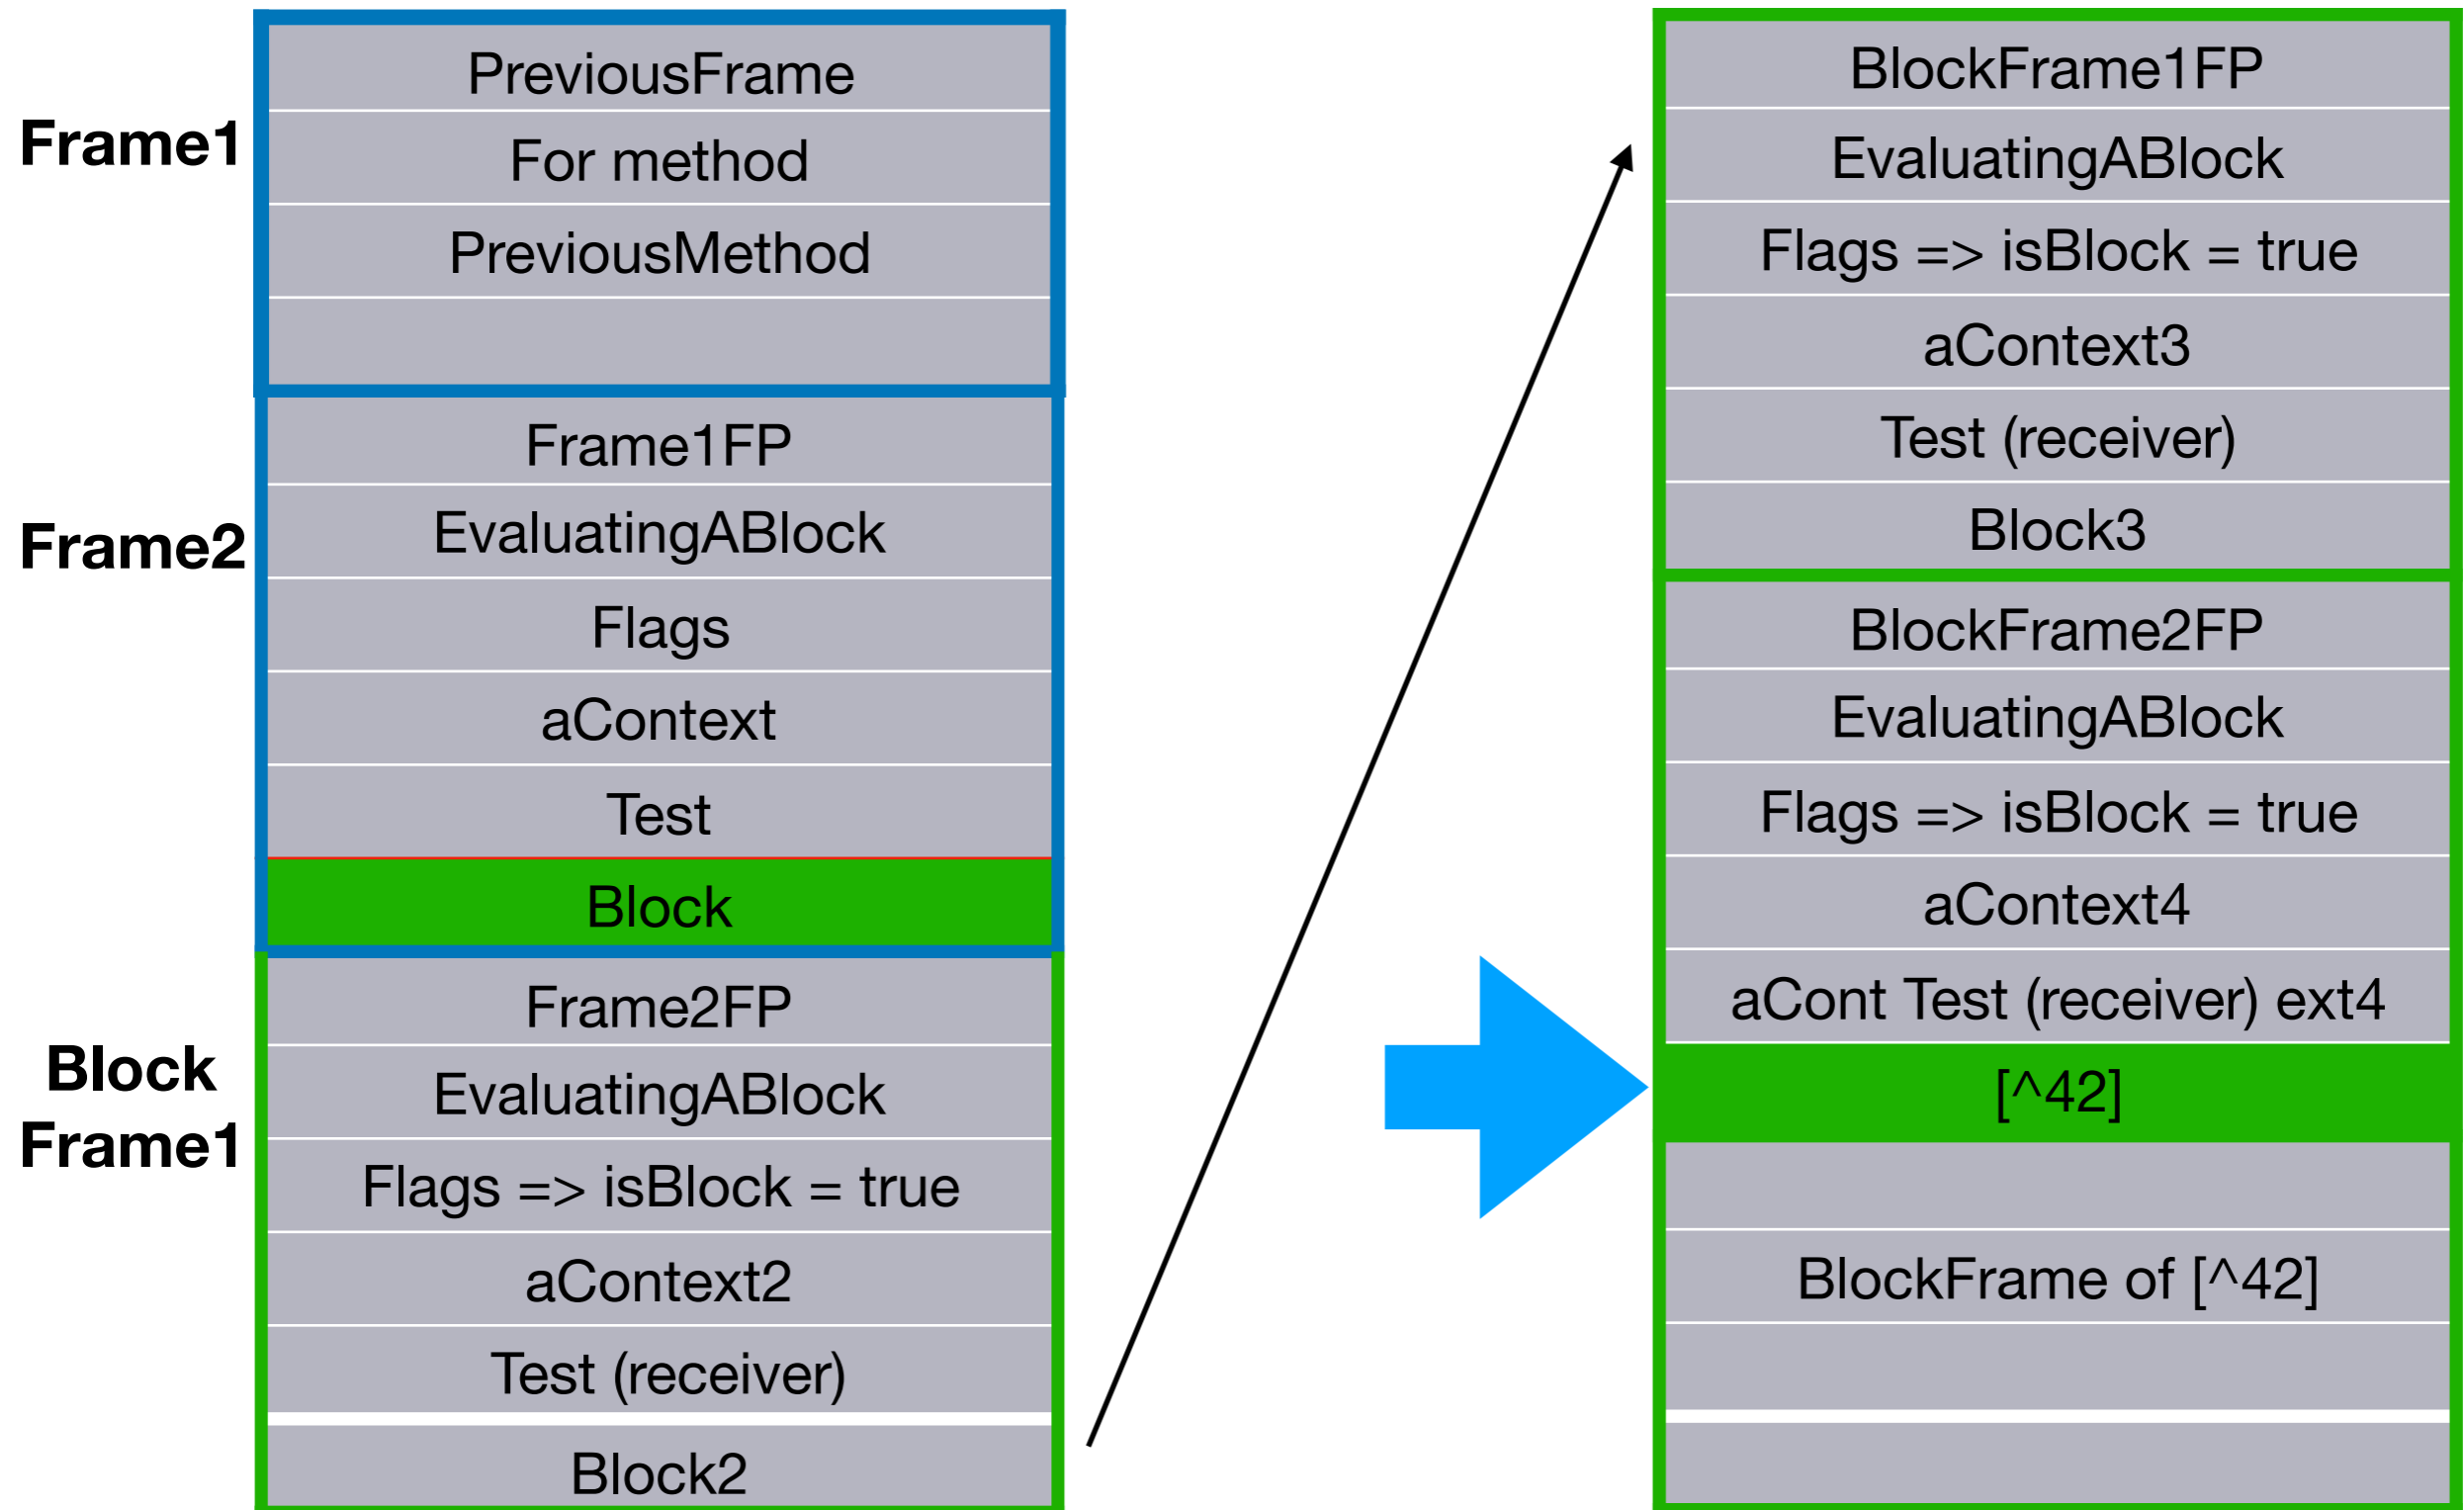 Frame1
PreviousFrame
For method
PreviousMethod
Frame2
Frame1FP
EvaluatingABlock
Flags
aContext
Test
Block
Block
Frame1
Frame2FP
EvaluatingABlock
Flags => isBlock = true
aContext2
Test (receiver)
Block2
BlockFrame1FP
EvaluatingABlock
Flags => isBlock = true
aContext3
Test (receiver)
Block3
BlockFrame2FP
EvaluatingABlock
Flags => isBlock = true
aContext4
aCont Test (receiver) ext4
[^42]
BlockFrame of [^42]